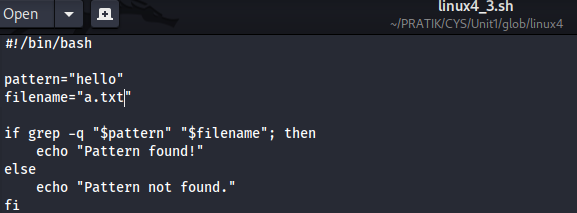 Open
linux4_3.sh
~/PRATIK/CYS/Unit1/glob/linux4
#!/bin/bash
pattern="hello"
filename="a.txt"
if grep -q "$pattern" "$filename"; then
    echo "Pattern found!"
else
    echo "Pattern not found."
fi